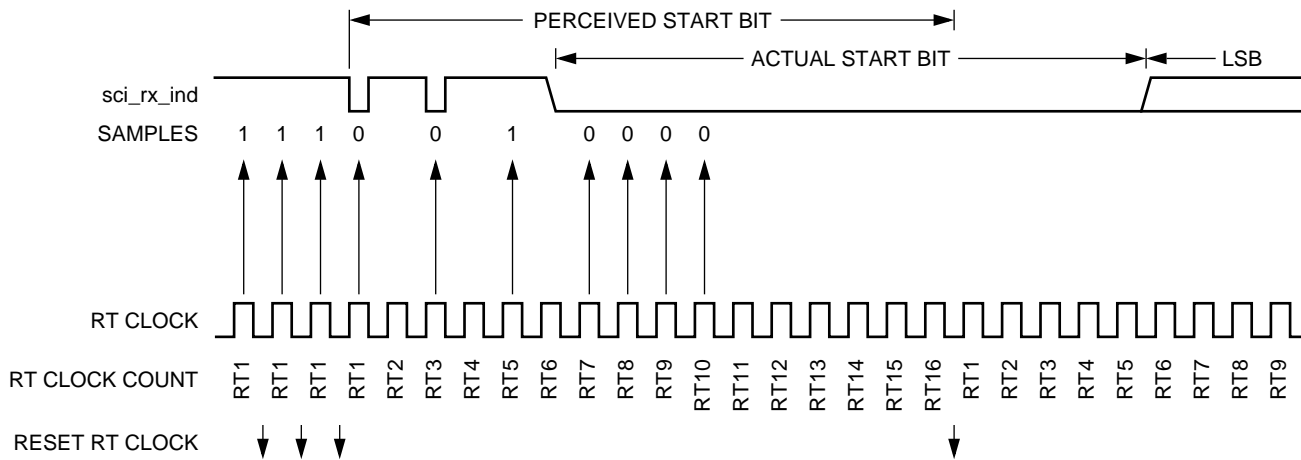 PERCEIVED START BIT
ACTUAL START BIT
LSB
sci_rx_ind
SAMPLES 1 1 1 0 0 1 0 0 0 0
RT CLOCK
RT CLOCK COUNT RT1 RT1 RT1 RT1 RT2 RT3 RT4 RT5 RT6 RT7 RT8 RT9 RT10 RT11 RT12 RT13 RT14 RT15 RT16 RT1 RT2 RT3 RT4 RT5 RT6 RT7 RT8 RT9
RESET RT CLOCK